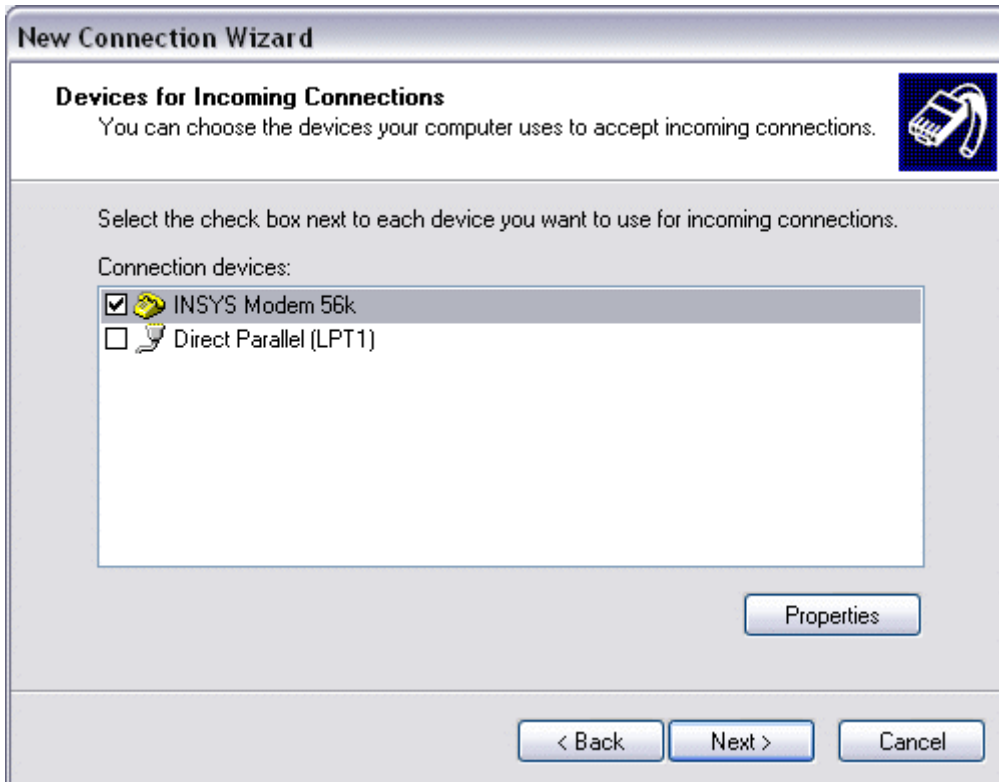 New Connection Wizard
Devices for Incoming Connections
You can choose the devices your computer uses to accept incoming connections.
Select the check box next to each device you want to use for incoming connections.
Connection devices:
INSYS Modem 56k
Direct Parallel (LPT1)
Properties
< Back
Next >
Cancel